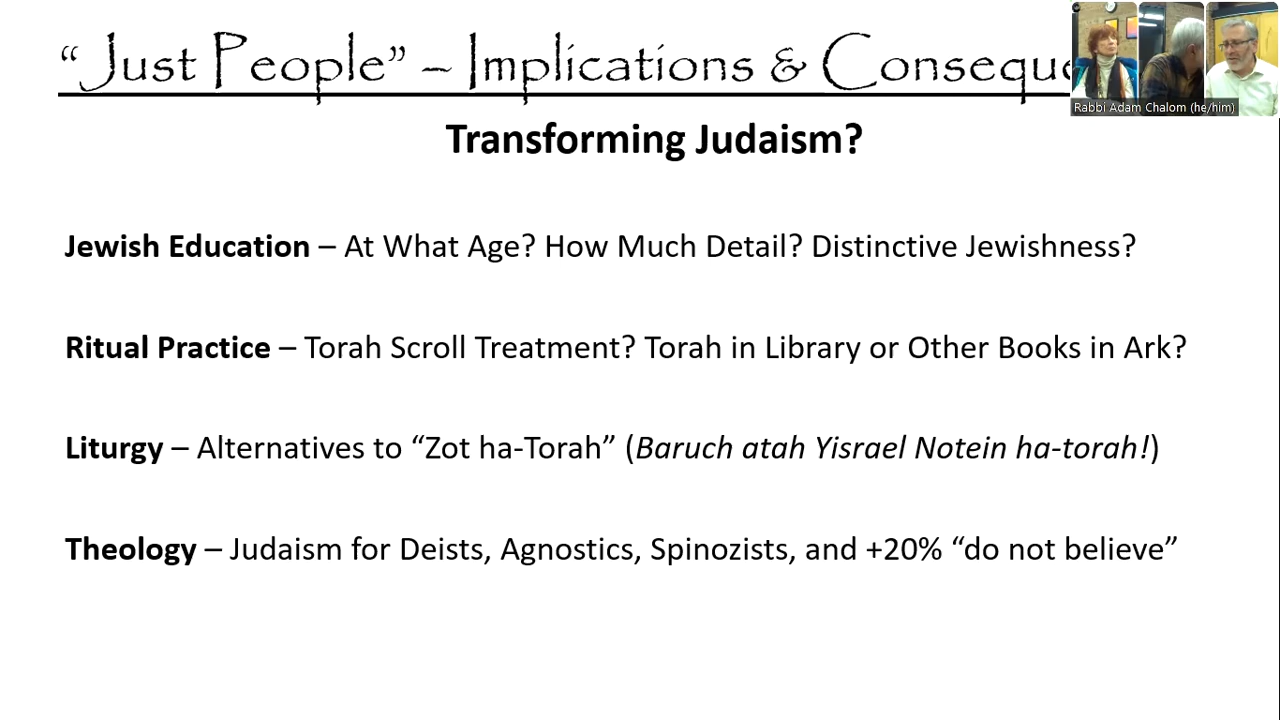 “Just People” – Implications & Conseque
Rabbi Adam Chalom (he/him)
Transforming Judaism?
Jewish Education – At What Age? How Much Detail? Distinctive Jewishness?
Ritual Practice – Torah Scroll Treatment? Torah in Library or Other Books in Ark?
Liturgy – Alternatives to “Zot ha-Torah” (Baruch atah Yisrael Notein ha-torah!)
Theology – Judaism for Deists, Agnostics, Spinozists, and +20% “do not believe”